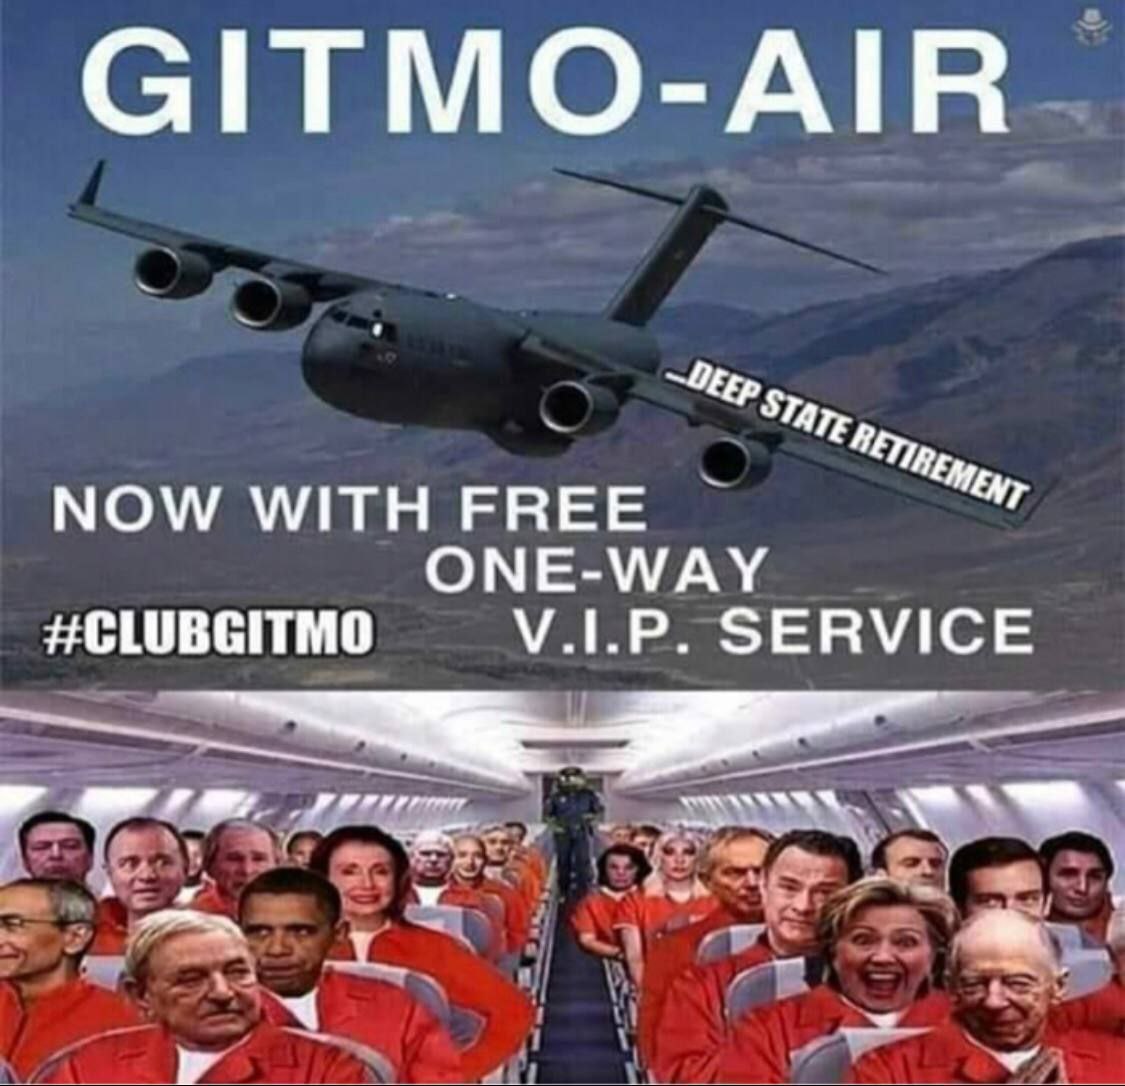 GITMO-AIR
...DEEP STATE RETIREMENT
NOW WITH FREE
ONE-WAY
#CLUBGITMO V.I.P. SERVICE